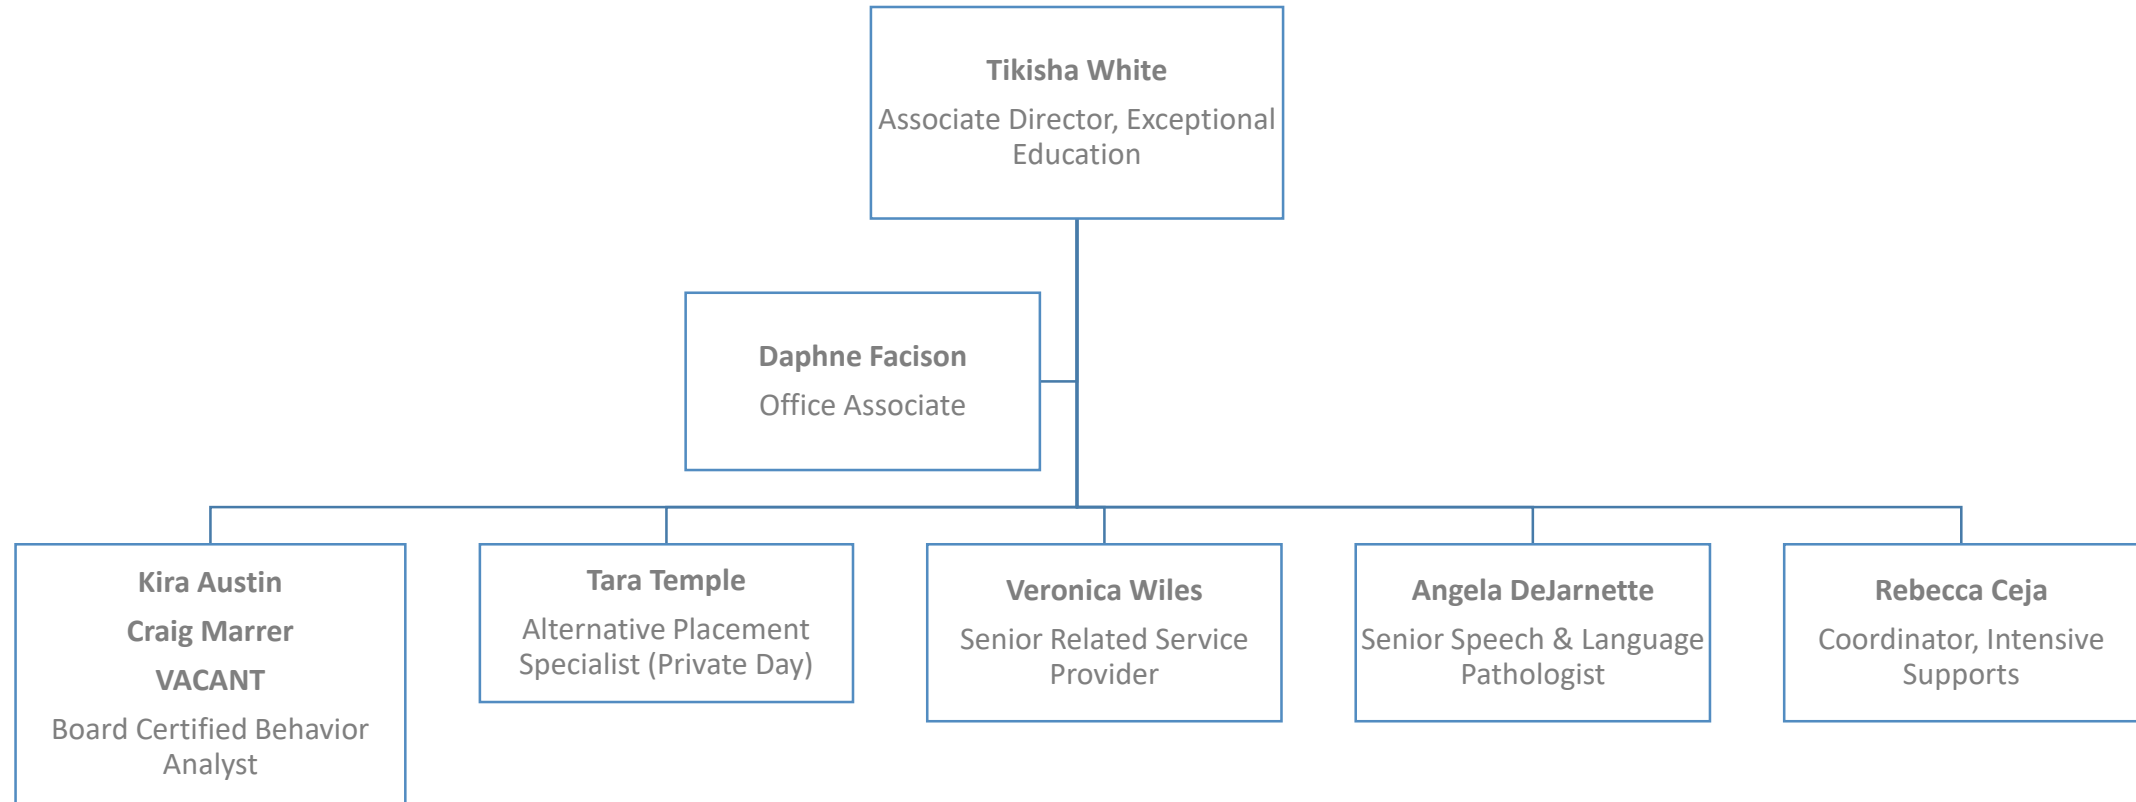 Tikisha White
Associate Director, Exceptional
Education
Daphne Facison
Office Associate
Kira Austin
Craig Marrer
VACANT
Board Certified Behavior
Analyst
Tara Temple
Alternative Placement
Specialist (Private Day)
Veronica Wiles
Senior Related Service
Provider
Angela DeJarnette
Senior Speech & Language
Pathologist
Rebecca Ceja
Coordinator, Intensive
Supports